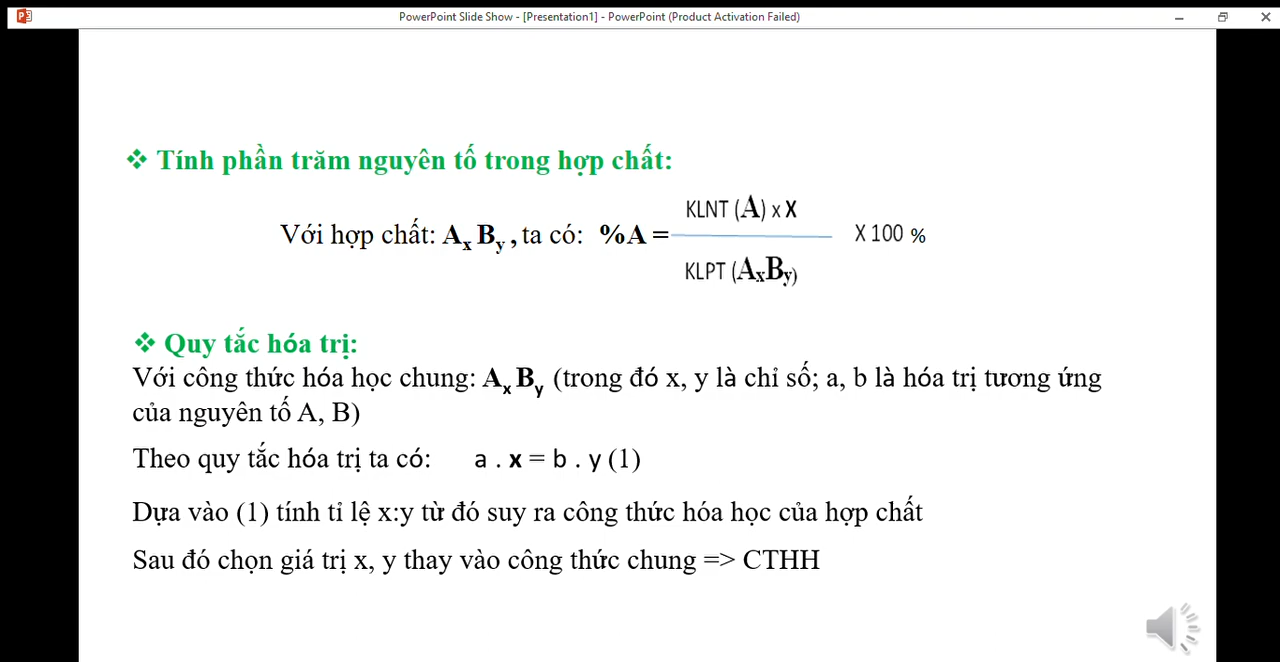 PowerPoint Slide Show - [Presentation1] - PowerPoint (Product Activation Failed)
❖ Tính phần trăm nguyên tố trong hợp chất:
KLNT (A) x X
Với hợp chất: AₓBᵧ, ta có: %A = X 100 %
KLPT (AₓBᵧ)
❖ Quy tắc hóa trị:
Với công thức hóa học chung: AₓBᵧ (trong đó x, y là chỉ số; a, b là hóa trị tương ứng
của nguyên tố A, B)
Theo quy tắc hóa trị ta có: a . x = b . y (1)
Dựa vào (1) tính tỉ lệ x:y từ đó suy ra công thức hóa học của hợp chất
Sau đó chọn giá trị x, y thay vào công thức chung => CTHH